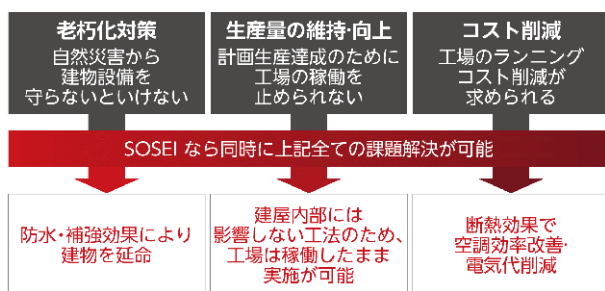 老朽化対策
自然災害から
建物設備を
守らないといけない
生産量の維持・向上
計画生産達成のために
工場の稼働を
止められない
コスト削減
工場のランニング
コスト削減が
求められる
SOSEIなら同時に上記全ての課題解決が可能
防水・補強効果により
建物を延命
建屋内部には
影響しない工法のため、
工場は稼働したまま
実施が可能
断熱効果で
空調効率改善・
電気代削減